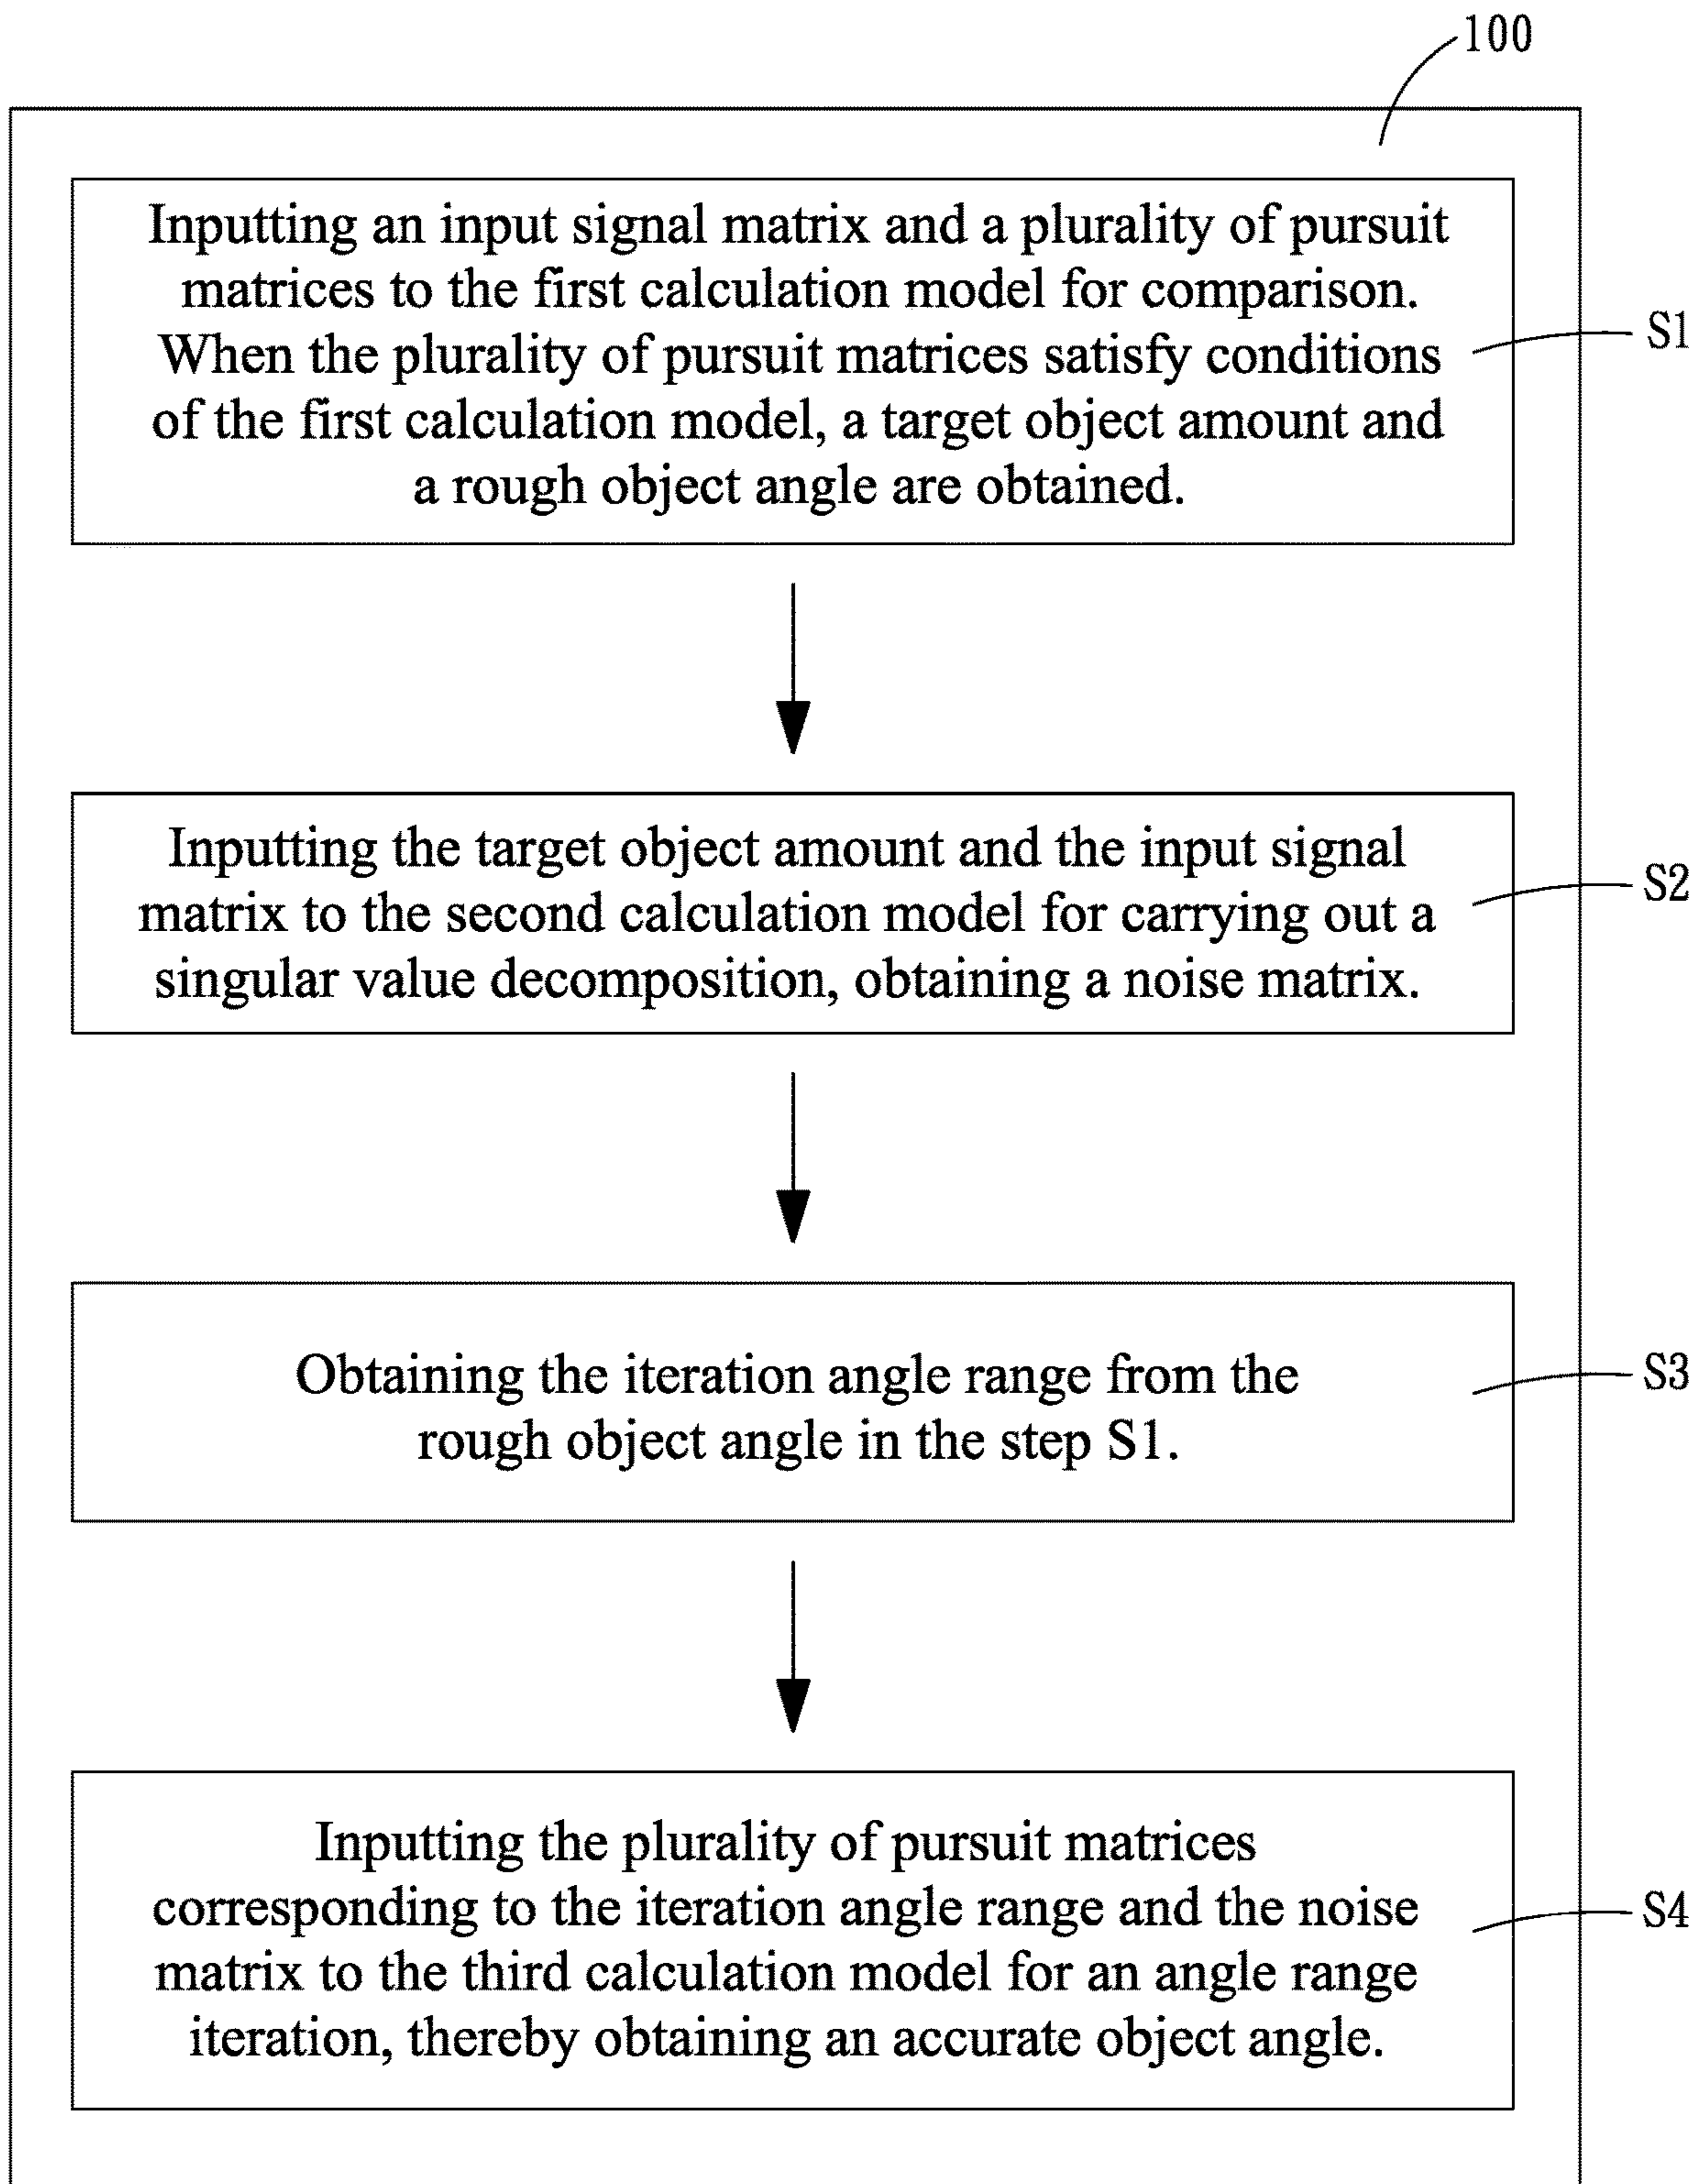 100
Inputting an input signal matrix and a plurality of pursuit
matrices to the first calculation model for comparison.
When the plurality of pursuit matrices satisfy conditions
of the first calculation model, a target object amount and
a rough object angle are obtained.
S1
Inputting the target object amount and the input signal
matrix to the second calculation model for carrying out a
singular value decomposition, obtaining a noise matrix.
S2
Obtaining the iteration angle range from the
rough object angle in the step S1.
S3
Inputting the plurality of pursuit matrices
corresponding to the iteration angle range and the noise
matrix to the third calculation model for an angle range
iteration, thereby obtaining an accurate object angle.
S4